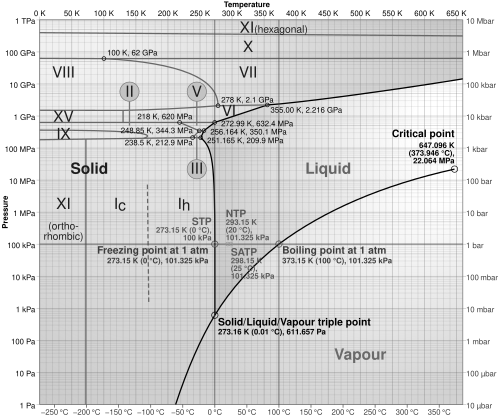 Temperature
0 K 50 K 100 K 150 K 200 K 250 K 300 K 350 K 400 K 450 K 500 K 550 K 600 K 650 K
1 TPa 10 Mbar
XI (hexagonal)
X
100 GPa 1 Mbar
100 K, 62 GPa
VIII VII
10 GPa 100 kbar
II V
278 K, 2.1 GPa
VI
355.00 K, 2.216 GPa
XV
218 K, 620 MPa
272.99 K, 632.4 MPa
1 GPa 10 kbar
IX
248.85 K, 344.3 MPa
256.164 K, 350.1 MPa
238.5 K, 212.9 MPa
251.165 K, 209.9 MPa
Critical point
647.096 K
(373.946 °C),
22.064 MPa
100 MPa 1 kbar
Solid
III
Liquid
10 MPa 100 bar
XI
(ortho-
rhombic)
Ic Ih
1 MPa 10 bar
STP
273.15 K (0 °C),
100 kPa
NTP
293.15 K
(20 °C),
101.325 kPa
100 kPa 1 bar
Freezing point at 1 atm
273.15 K (0 °C), 101.325 kPa
SATP
298.15 K
(25 °C),
101.325 kPa
Boiling point at 1 atm
373.15 K (100 °C), 101.325 kPa
10 kPa 100 mbar
1 kPa 10 mbar
Solid/Liquid/Vapour triple point
273.16 K (0.01 °C), 611.657 Pa
100 Pa 1 mbar
Vapour
10 Pa 100 µbar
1 Pa 10 µbar
Pressure
−250 °C −200 °C −150 °C −100 °C −50 °C 0 °C 50 °C 100 °C 150 °C 200 °C 250 °C 300 °C 350 °C